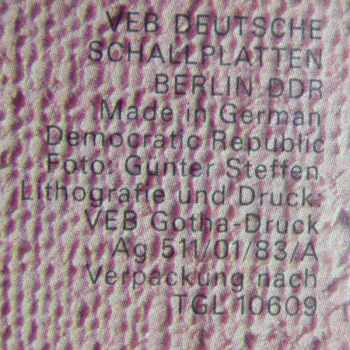 VEB DEUTSCHE
SCHALLPLATTEN
BERLIN DDR
Made in German
Democratic Republic
Foto: Günter Steffen
Lithografie und Druck:
VEB Gotha-Druck
Ag 511/01/83/A
Verpackung nach
TGL 10609